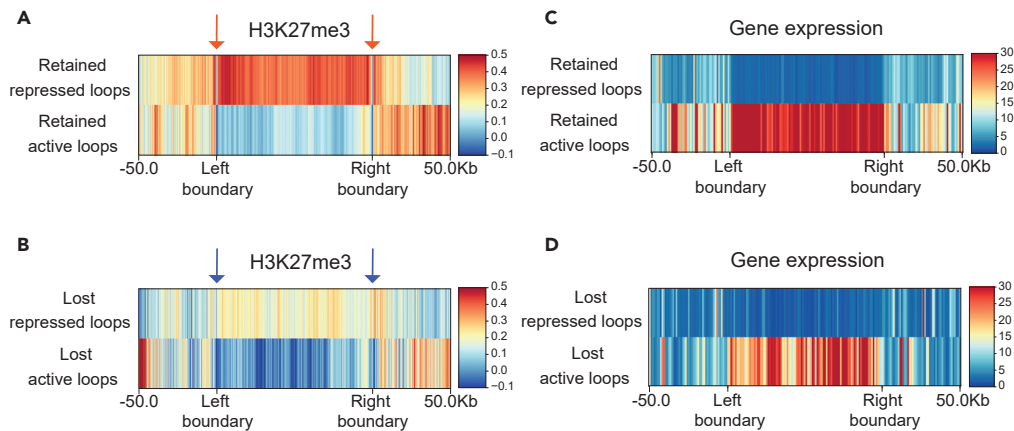 A
H3K27me3
Retained
repressed loops
Retained
active loops
0.5
0.4
0.3
0.2
0.1
0.0
−0.1
-50.0
Left
boundary
Right
boundary
50.0Kb
C
Gene expression
Retained
repressed loops
Retained
active loops
30
25
20
15
10
5
0
-50.0
Left
boundary
Right
boundary
50.0 Kb
B
H3K27me3
Lost
repressed loops
Lost
active loops
0.5
0.4
0.3
0.2
0.1
0.0
−0.1
-50.0
Left
boundary
Right
boundary
50.0Kb
D
Gene expression
Lost
repressed loops
Lost
active loops
30
25
20
15
10
5
0
-50.0
Left
boundary
Right
boundary
50.0Kb